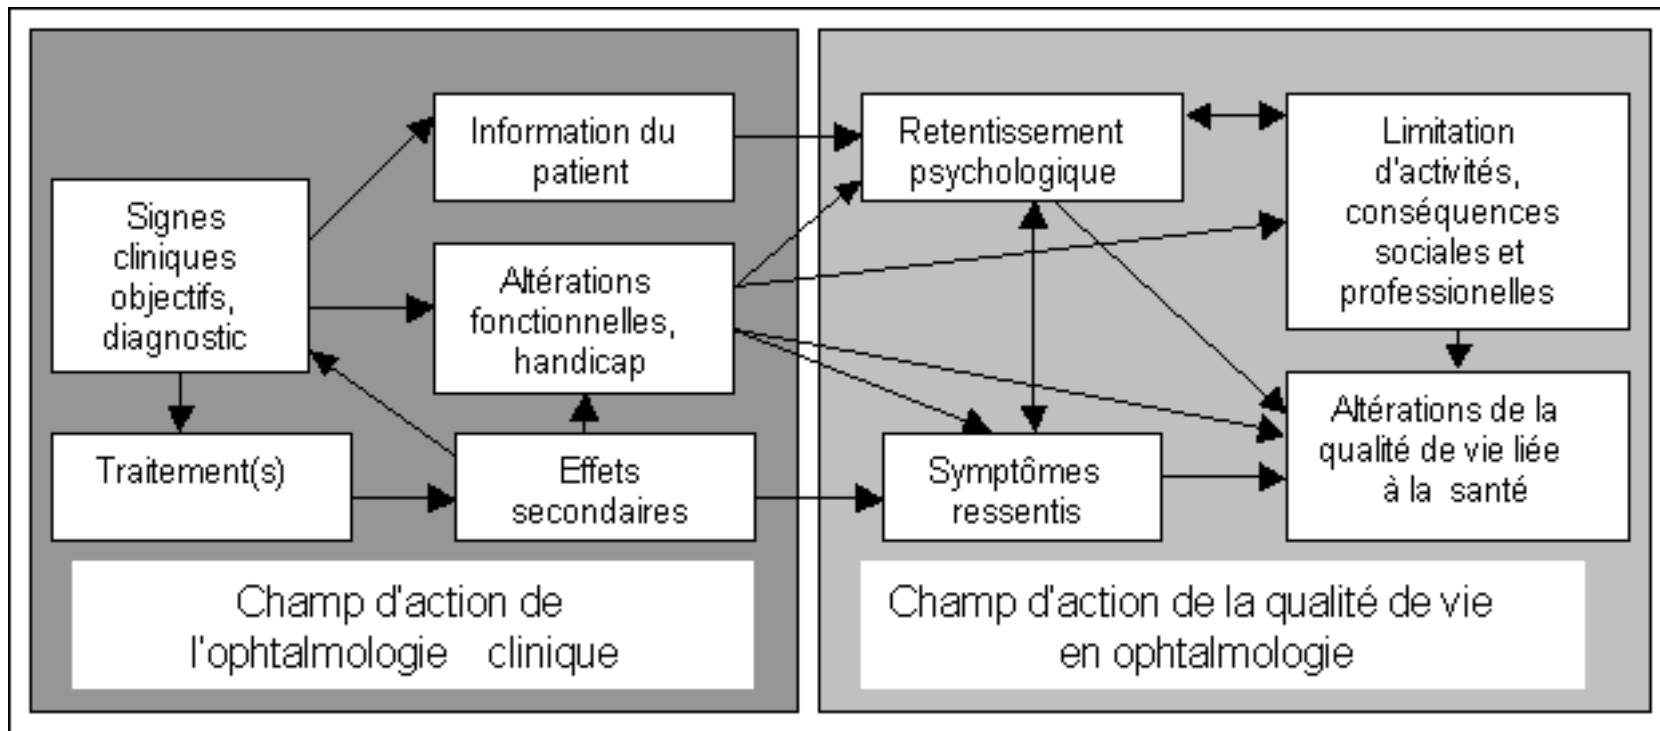 Information du
patient
Retentissement
psychologique
Limitation
d'activités,
conséquences
sociales et
professionelles
Signes
cliniques
objectifs,
diagnostic
Altérations
fonctionnelles,
handicap
Altérations de la
qualité de vie liée
à la santé
Traitement(s)
Effets
secondaires
Symptômes
ressentis
Champ d'action de
l'ophtalmologie clinique
Champ d'action de la qualité de vie
en ophtalmologie